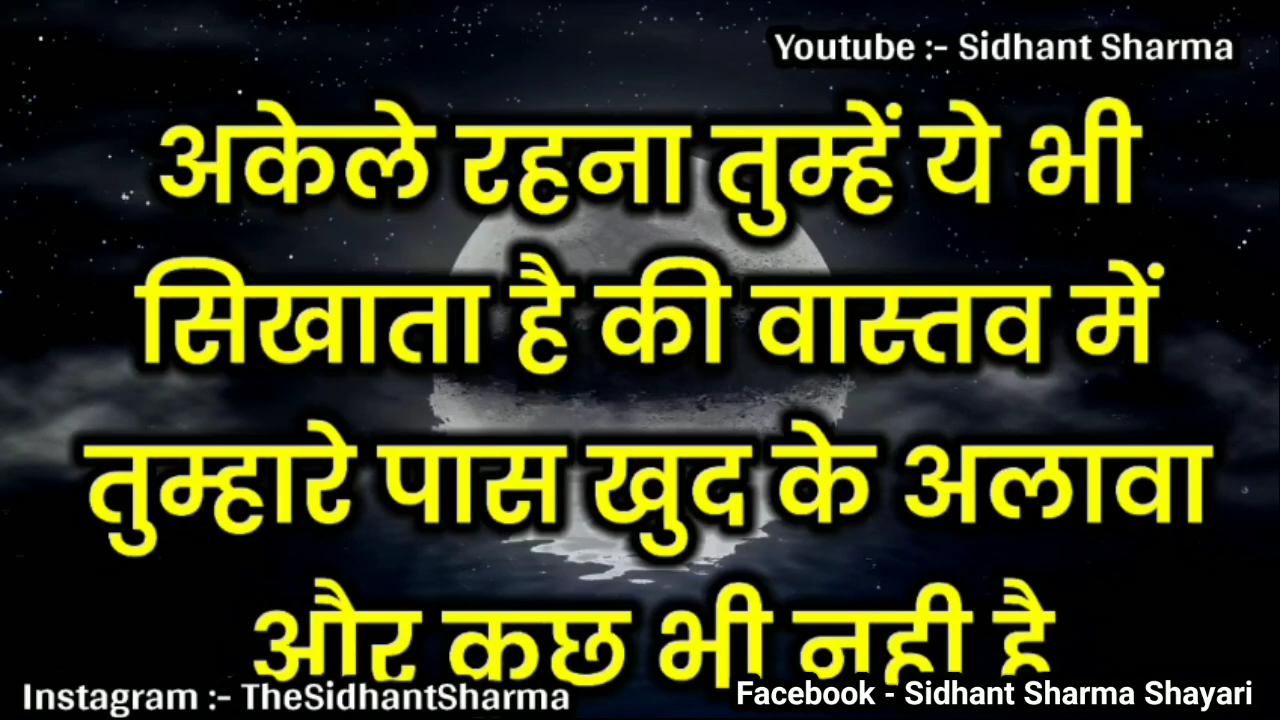 Youtube :- Sidhant Sharma
अकेले रहना तुम्हें ये भी
सिखाता है की वास्तव में
तुम्हारे पास खुद के अलावा
और कुछ भी नही है
Instagram :- TheSidhantSharma
Facebook - Sidhant Sharma Shayari